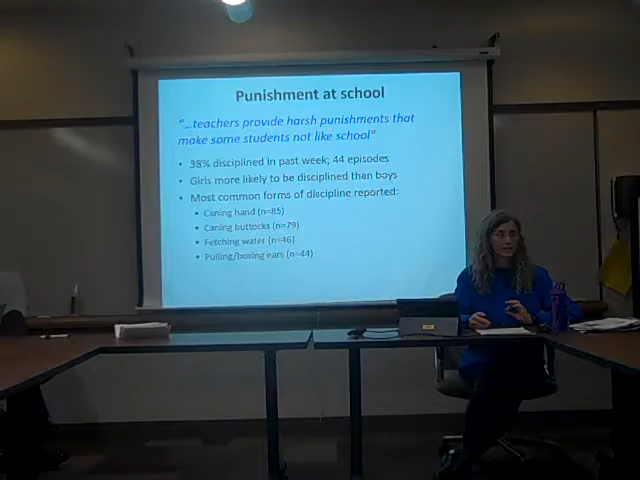 Punishment at school
"...teachers provide harsh punishments that
make some students not like school"
• 38% disciplined in past week; 44 episodes
• Girls more likely to be disciplined than boys
• Most common forms of discipline reported:
• Caning hand (n=85)
• Caning buttocks (n=79)
• Fetching water (n=46)
• Pulling/boxing ears (n=44)